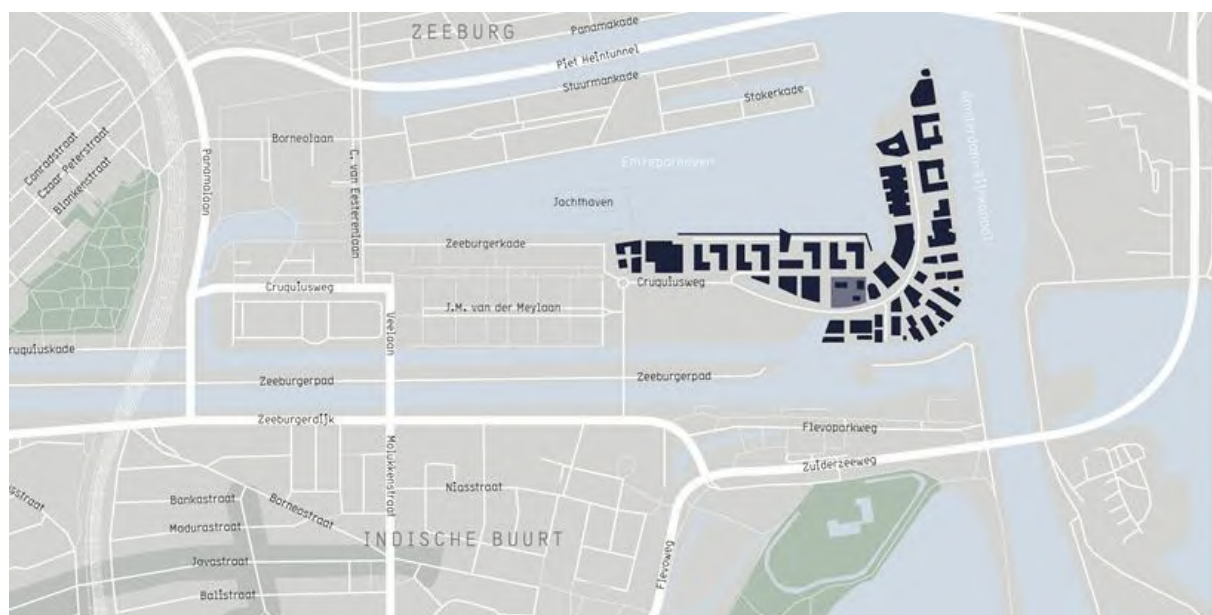 ZEEBURG
Panamakade
Piet Heintunnel
Stuurmankade
Stokerkade
Borneolaan
C. van Eesterenlaan
Panamalaan
Conradstraat
Czaar Peterstraat
Blankenstraat
Entrepothaven
Jachthaven
Amsterdam-Rijnkanaal
Zeeburgerkade
Cruquiusweg
Cruquiusweg
J.M. van der Meylaan
Veelaan
ruquiuskade
Zeeburgerpad
Zeeburgerpad
Zeeburgerdijk
Flevoparkweg
Zuiderzeeweg
Molukkenstraat
Niasstraat
Bankastraat
Borneostraat
Madurastraat
INDISCHE BUURT
Javastraat
Balistraat
Flevoweg